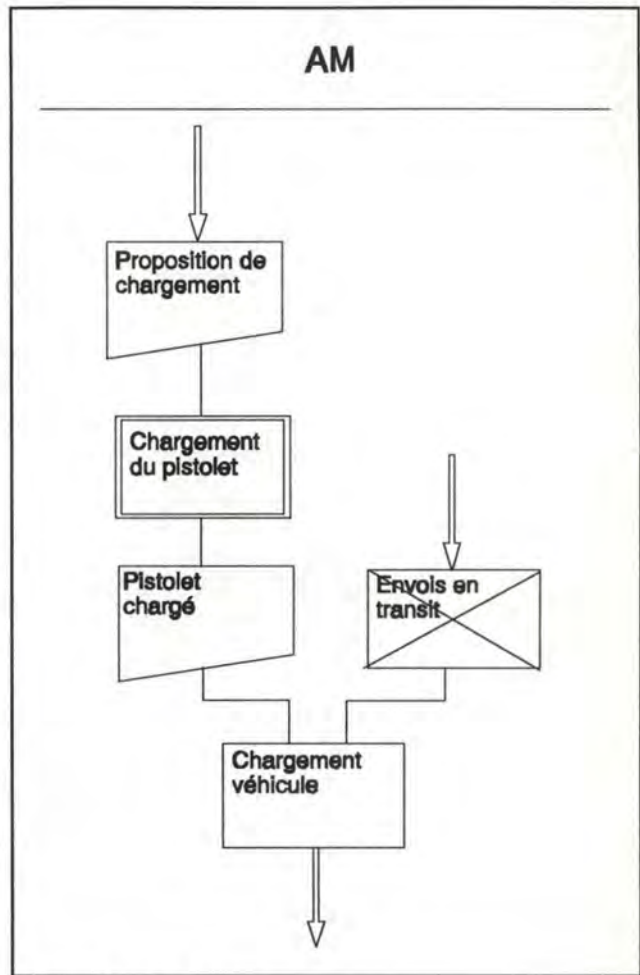 AM
Proposition de
chargement
Chargement
du pistolet
Pistolet
chargé
Envois en
transit
Chargement
véhicule